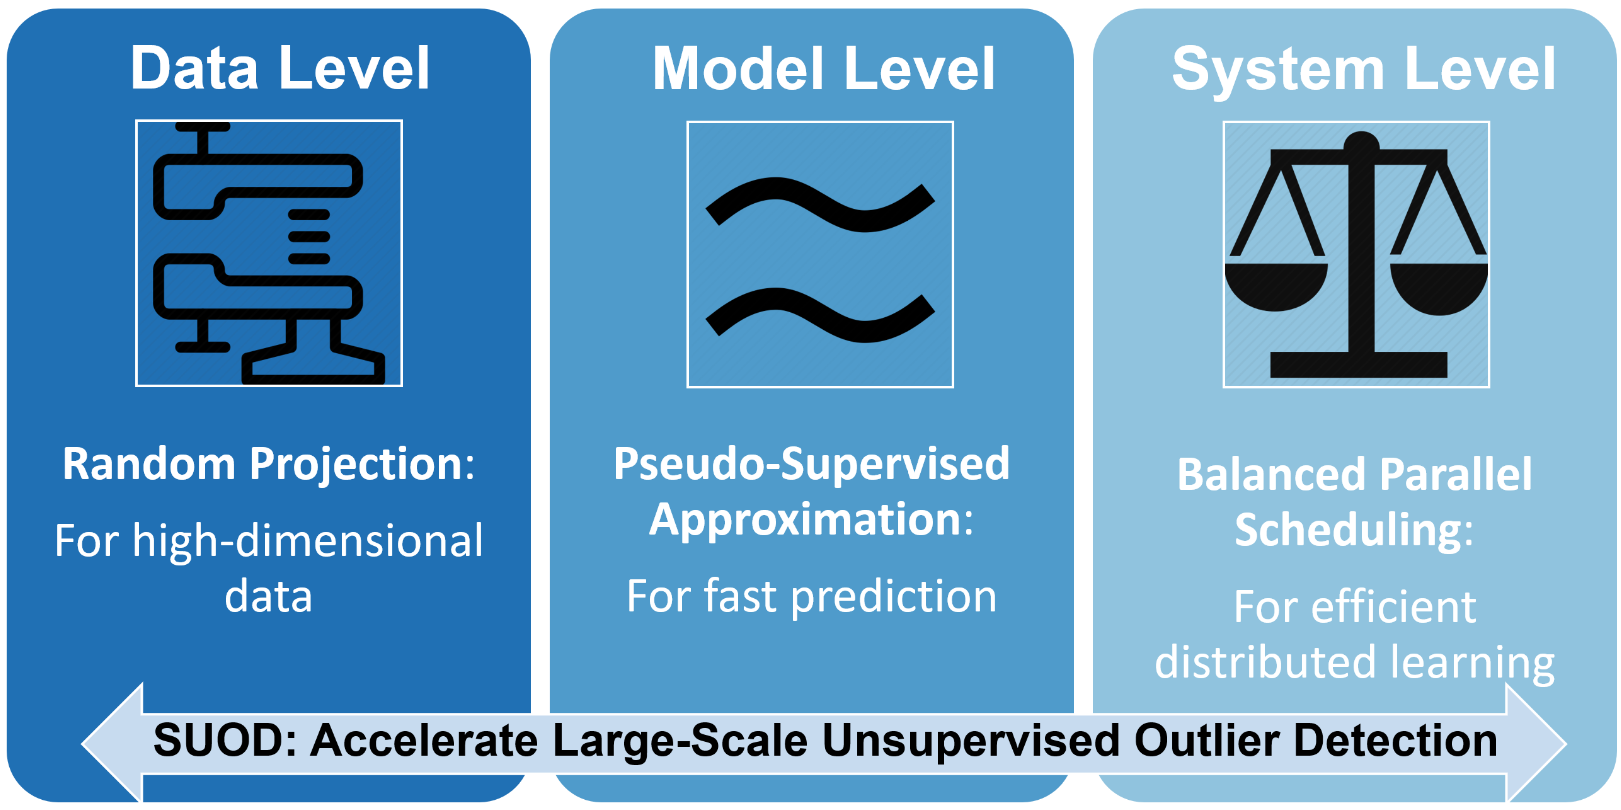 Data Level
Random Projection:
For high-dimensional
data
Model Level
Pseudo-Supervised
Approximation:
For fast prediction
System Level
Balanced Parallel
Scheduling:
For efficient
distributed learning
SUOD: Accelerate Large-Scale Unsupervised Outlier Detection